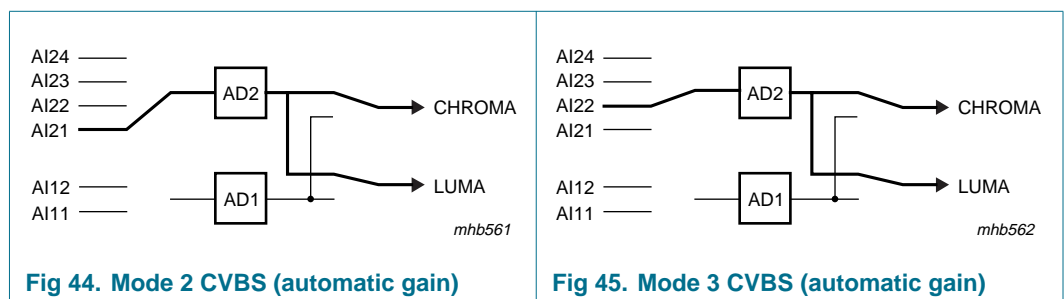 AI24
AI23
AI22
AI21
AI12
AI11
AD2
AD1
CHROMA
LUMA
mhb561
Fig 44. Mode 2 CVBS (automatic gain)
AI24
AI23
AI22
AI21
AI12
AI11
AD2
AD1
CHROMA
LUMA
mhb562
Fig 45. Mode 3 CVBS (automatic gain)